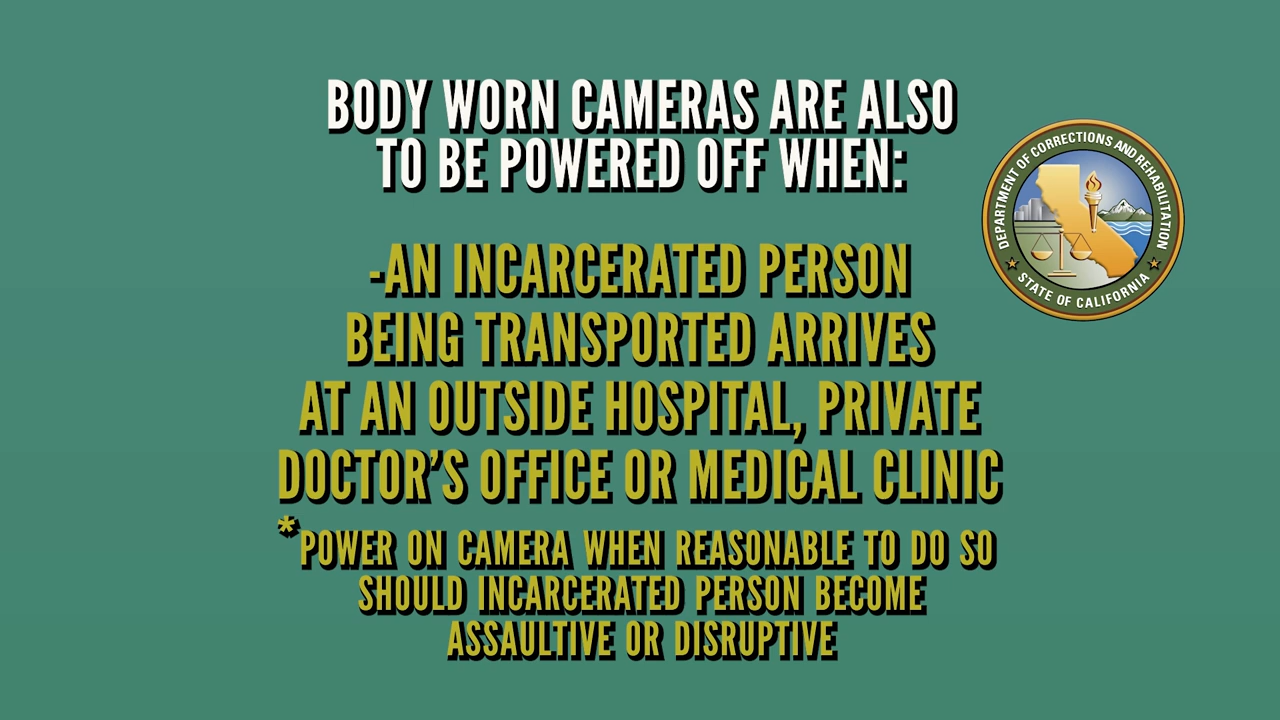 BODY WORN CAMERAS ARE ALSO
TO BE POWERED OFF WHEN:
DEPARTMENT OF CORRECTIONS AND REHABILITATION
STATE OF CALIFORNIA
-AN INCARCERATED PERSON
BEING TRANSPORTED ARRIVES
AT AN OUTSIDE HOSPITAL, PRIVATE
DOCTOR’S OFFICE OR MEDICAL CLINIC
*POWER ON CAMERA WHEN REASONABLE TO DO SO
SHOULD INCARCERATED PERSON BECOME
ASSAULTIVE OR DISRUPTIVE